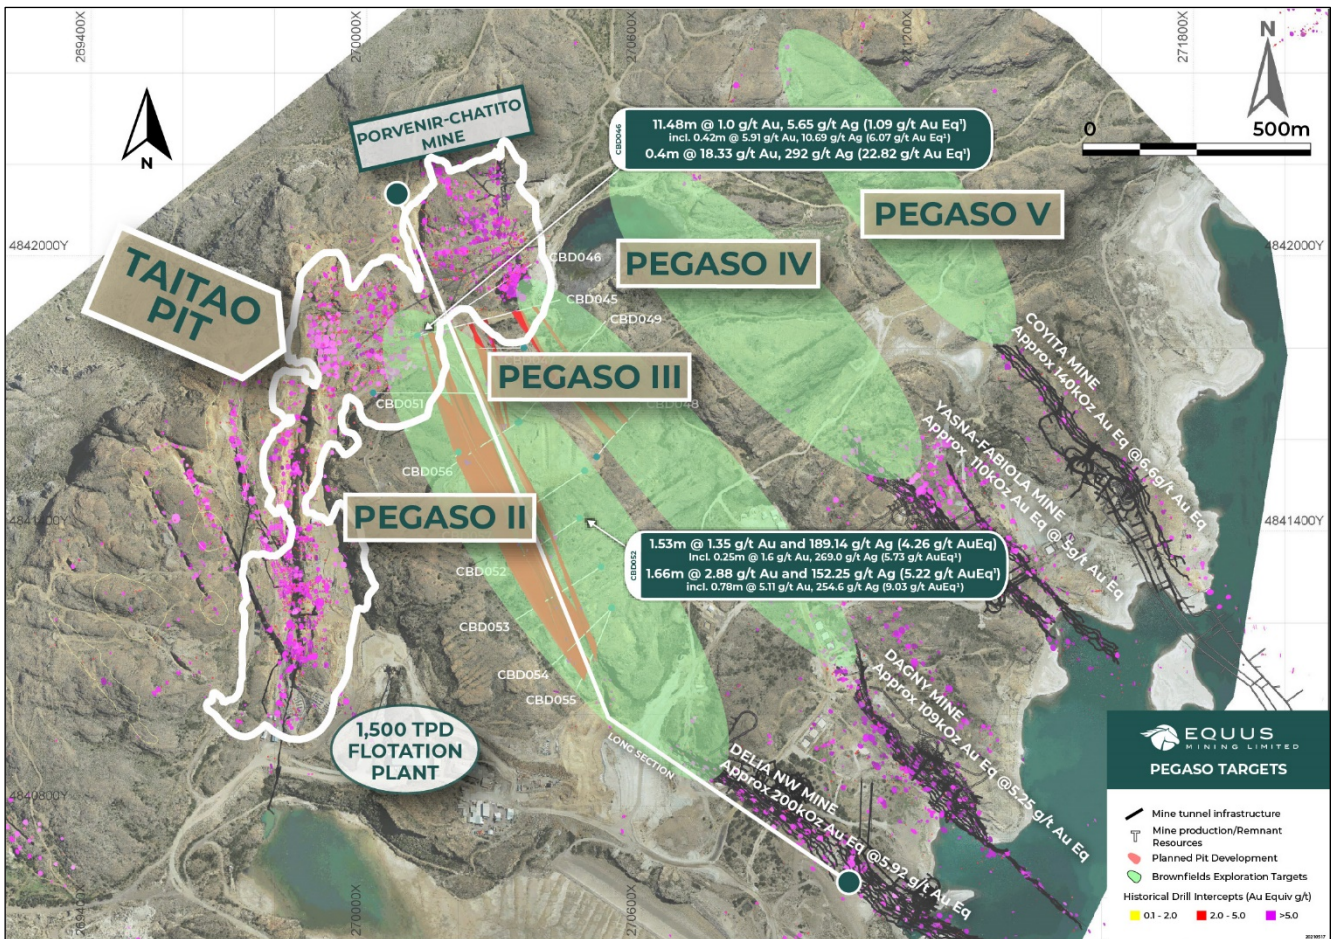 269400X
270000X
270600X
271200X
271800X
N
N
0
500m
PORVENIR-CHATITO
MINE
CBD046
11.48m @ 1.0 g/t Au, 5.65 g/t Ag (1.09 g/t Au Eq¹)
incl. 0.42m @ 5.91 g/t Au, 10.69 g/t Ag (6.07 g/t Au Eq¹)
0.4m @ 18.33 g/t Au, 292 g/t Ag (22.82 g/t Au Eq¹)
PEGASO V
4842000Y
4842000Y
TAITAO
PIT
PEGASO IV
CBD046
CBD045
CBD049
PEGASO III
CBD051
CBD048
CBD056
COYITA MINE
Approx 140kOz Au Eq @6.6g/t Au Eq
YASNA-FABIOLA MINE
Approx 110kOz Au Eq @ 5g/t Au Eq
4841400Y
4841400Y
PEGASO II
CBD052
1.53m @ 1.35 g/t Au and 189.14 g/t Ag (4.26 g/t AuEq)
Incl. 0.25m @ 1.6 g/t Au, 269.0 g/t Ag (5.73 g/t AuEq¹)
1.66m @ 2.88 g/t Au and 152.25 g/t Ag (5.22 g/t AuEq¹)
incl. 0.78m @ 5.11 g/t Au, 254.6 g/t Ag (9.03 g/t AuEq¹)
CBD052
CBD053
CBD054
CBD055
DAGNY MINE
Approx 109kOz Au Eq @5.25g/t Au Eq
1,500 TPD
FLOTATION
PLANT
LONG SECTION
DELIA NW MINE
Approx 200kOz Au Eq @5.92 g/t Au Eq
4840800Y
269400X
270000X
270600X
EQUUS
MINING LIMITED
PEGASO TARGETS
Mine tunnel infrastructure
Mine production/Remnant
Resources
Planned Pit Development
Brownfields Exploration Targets
Historical Drill Intercepts (Au Equiv g/t)
0.1 - 2.0
2.0 - 5.0
>5.0
20210517